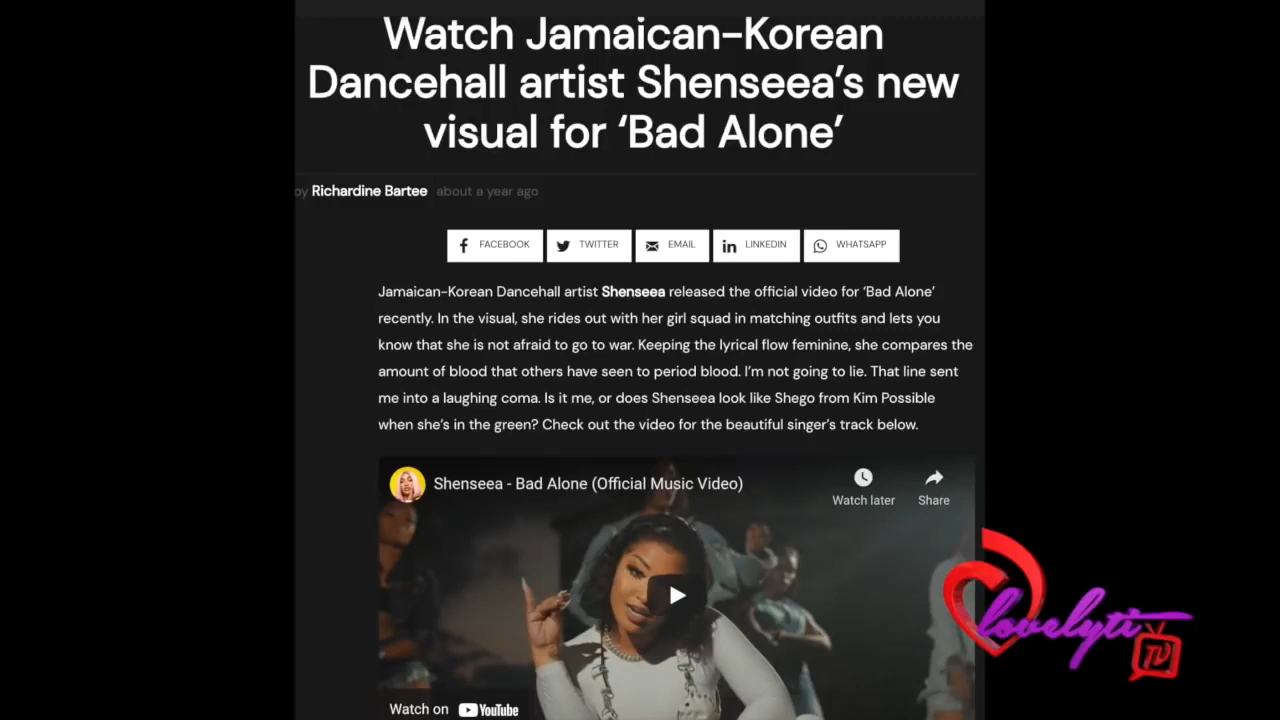 Watch Jamaican-Korean
Dancehall artist Shenseea's new
visual for 'Bad Alone'
by Richardine Bartee about a year ago
FACEBOOK TWITTER EMAIL LINKEDIN WHATSAPP
Jamaican-Korean Dancehall artist Shenseea released the official video for 'Bad Alone'
recently. In the visual, she rides out with her girl squad in matching outfits and lets you
know that she is not afraid to go to war. Keeping the lyrical flow feminine, she compares the
amount of blood that others have seen to period blood. I'm not going to lie. That line sent
me into a laughing coma. Is it me, or does Shenseea look like Shego from Kim Possible
when she's in the green? Check out the video for the beautiful singer's track below.
Shenseea - Bad Alone (Official Music Video)
Watch later Share
lovelyti
TV
Watch on YouTube